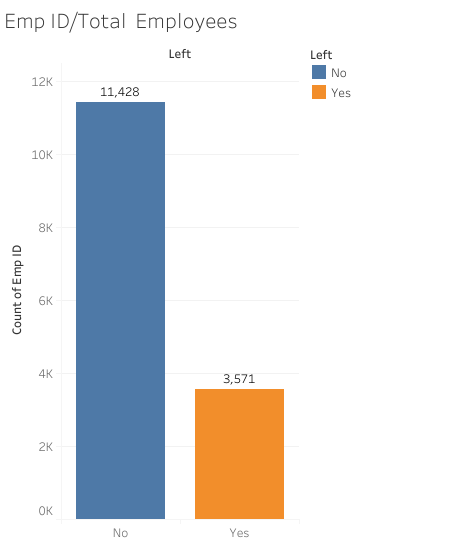 Emp ID/Total Employees
Left
Left
No
Yes
12K
10K
8K
6K
4K
2K
0K
Count of Emp ID
11,428
3,571
No
Yes